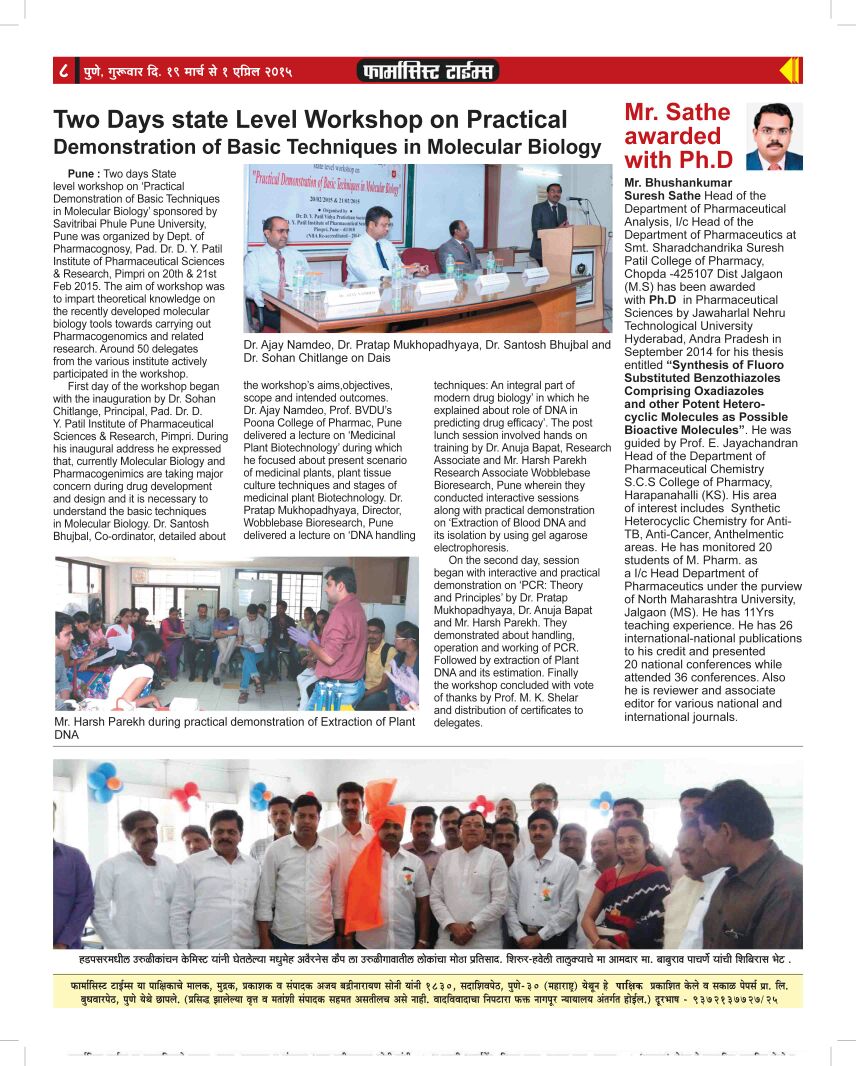 ८ पुणे, गुरूवार दि. १९ मार्च से १ एप्रिल २०१५
फार्मासिस्ट टाईम्स
Two Days state Level Workshop on Practical
Demonstration of Basic Techniques in Molecular Biology
Pune : Two days State
level workshop on ‘Practical
Demonstration of Basic Techniques
in Molecular Biology’ sponsored by
Savitribai Phule Pune University,
Pune was organized by Dept. of
Pharmacognosy, Pad. Dr. D. Y. Patil
Institute of Pharmaceutical Sciences
& Research, Pimpri on 20th & 21st
Feb 2015. The aim of workshop was
to impart theoretical knowledge on
the recently developed molecular
biology tools towards carrying out
Pharmacogenomics and related
research. Around 50 delegates
from the various institute actively
participated in the workshop.
First day of the workshop began
with the inauguration by Dr. Sohan
Chitlange, Principal, Pad. Dr. D.
Y. Patil Institute of Pharmaceutical
Sciences & Research, Pimpri. During
his inaugural address he expressed
that, currently Molecular Biology and
Pharmacogenimics are taking major
concern during drug development
and design and it is necessary to
understand the basic techniques
in Molecular Biology. Dr. Santosh
Bhujbal, Co-ordinator, detailed about
state level workshop on
"Practical Demonstration of Basic Techniques in Molecular Biology"
20/02/2015 & 21/02/2015
● Organised by ●
Dr. D. Y. Patil Vidya Pratisthan
D. Y. Patil Institute of Pharmaceutical
Pimpri, Pune - 411018
Dr. Ajay Namdeo, Dr. Pratap Mukhopadhyaya, Dr. Santosh Bhujbal and
Dr. Sohan Chitlange on Dais
the workshop’s aims,objectives,
scope and intended outcomes.
Dr. Ajay Namdeo, Prof. BVDU’s
Poona College of Pharmac, Pune
delivered a lecture on ‘Medicinal
Plant Biotechnology’ during which
he focused about present scenario
of medicinal plants, plant tissue
culture techniques and stages of
medicinal plant Biotechnology. Dr.
Pratap Mukhopadhyaya, Director,
Wobblebase Bioresearch, Pune
delivered a lecture on ‘DNA handling
techniques: An integral part of
modern drug biology’ in which he
explained about role of DNA in
predicting drug efficacy’. The post
lunch session involved hands on
training by Dr. Anuja Bapat, Research
Associate and Mr. Harsh Parekh
Research Associate Wobblebase
Bioresearch, Pune wherein they
conducted interactive sessions
along with practical demonstration
on ‘Extraction of Blood DNA and
its isolation by using gel agarose
electrophoresis.
On the second day, session
began with interactive and practical
demonstration on ‘PCR: Theory
and Principles’ by Dr. Pratap
Mukhopadhyaya, Dr. Anuja Bapat
and Mr. Harsh Parekh. They
demonstrated about handling,
operation and working of PCR.
Followed by extraction of Plant
DNA and its estimation. Finally
the workshop concluded with vote
of thanks by Prof. M. K. Shelar
and distribution of certificates to
delegates.
Mr. Harsh Parekh during practical demonstration of Extraction of Plant
DNA
Mr. Sathe
awarded
with Ph.D
Mr. Bhushankumar
Suresh Sathe Head of the
Department of Pharmaceutical
Analysis, I/c Head of the
Department of Pharmaceutics at
Smt. Sharadchandrika Suresh
Patil College of Pharmacy,
Chopda -425107 Dist Jalgaon
(M.S) has been awarded
with Ph.D in Pharmaceutical
Sciences by Jawaharlal Nehru
Technological University
Hyderabad, Andra Pradesh in
September 2014 for his thesis
entitled “Synthesis of Fluoro
Substituted Benzothiazoles
Comprising Oxadiazoles
and other Potent Hetero-
cyclic Molecules as Possible
Bioactive Molecules”. He was
guided by Prof. E. Jayachandran
Head of the Department of
Pharmaceutical Chemistry
S.C.S College of Pharmacy,
Harapanahalli (KS). His area
of interest includes Synthetic
Heterocyclic Chemistry for Anti-
TB, Anti-Cancer, Anthelmentic
areas. He has monitored 20
students of M. Pharm. as
a I/c Head Department of
Pharmaceutics under the purview
of North Maharashtra University,
Jalgaon (MS). He has 11Yrs
teaching experience. He has 26
international-national publications
to his credit and presented
20 national conferences while
attended 36 conferences. Also
he is reviewer and associate
editor for various national and
international journals.
हडपसरमधील उरुळीकांचन केमिस्ट यांनी घेतलेल्या मधुमेह अवैरनेस कँप ला उरुळीगावातील लोकांचा मोठा प्रतिसाद. शिरुर-हवेली तालुक्याचे मा आमदार मा. बाबुराव पाचर्णे यांची शिबिरास भेट .
फार्मासिस्ट टाईम्स या पाक्षिकाचे मालक, मुद्रक, प्रकाशक व संपादक अजय बद्रीनारायण सोनी यांनी १८३०, सदाशिवपेठ, पुणे-३० (महाराष्ट्र) येथून हे पाक्षिक प्रकाशित केले व सकाळ पेपर्स प्रा. लि.
बुधवारपेठ, पुणे येथे छापले. (प्रसिद्ध झालेल्या वृत्त व मतांशी संपादक सहमत असतीलच असे नाही. वादविवादाचा निपटारा फक्त नागपूर न्यायालय अंतर्गत होईल.) दूरभाष - ९३७२१३७७२७/२५